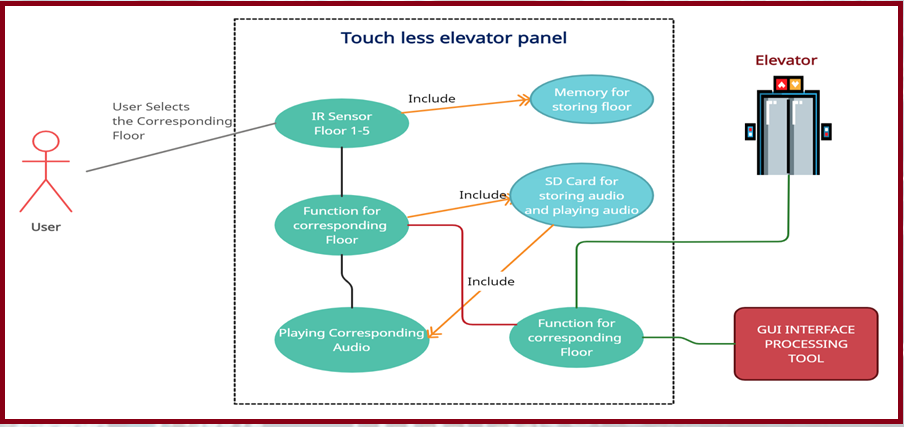 Touch less elevator panel
Elevator
User Selects
the Corresponding
Floor
User
IR Sensor
Floor 1-5
Include
Memory for
storing floor
Function for
corresponding
Floor
Include
SD Card for
storing audio
and playing audio
Include
Playing Corresponding
Audio
Function for
corresponding
Floor
GUI INTERFACE
PROCESSING
TOOL